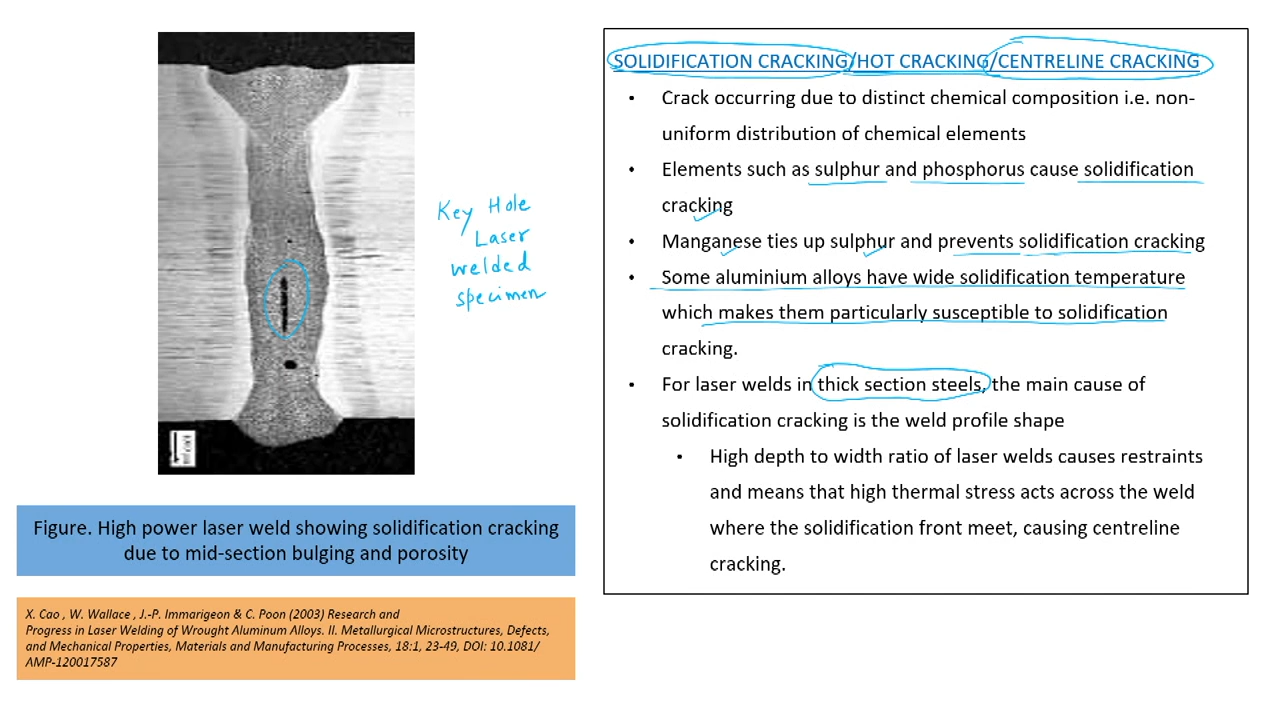 Key Hole
Laser
welded
specimen
Figure. High power laser weld showing solidification cracking
due to mid-section bulging and porosity
X. Cao , W. Wallace , J.-P. Immarigeon & C. Poon (2003) Research and
Progress in Laser Welding of Wrought Aluminum Alloys. II. Metallurgical Microstructures, Defects,
and Mechanical Properties, Materials and Manufacturing Processes, 18:1, 23-49, DOI: 10.1081/
AMP-120017587
SOLIDIFICATION CRACKING/HOT CRACKING/CENTRELINE CRACKING
• Crack occurring due to distinct chemical composition i.e. non-
uniform distribution of chemical elements
• Elements such as sulphur and phosphorus cause solidification
cracking
• Manganese ties up sulphur and prevents solidification cracking
• Some aluminium alloys have wide solidification temperature
which makes them particularly susceptible to solidification
cracking.
• For laser welds in thick section steels, the main cause of
solidification cracking is the weld profile shape
• High depth to width ratio of laser welds causes restraints
and means that high thermal stress acts across the weld
where the solidification front meet, causing centreline
cracking.